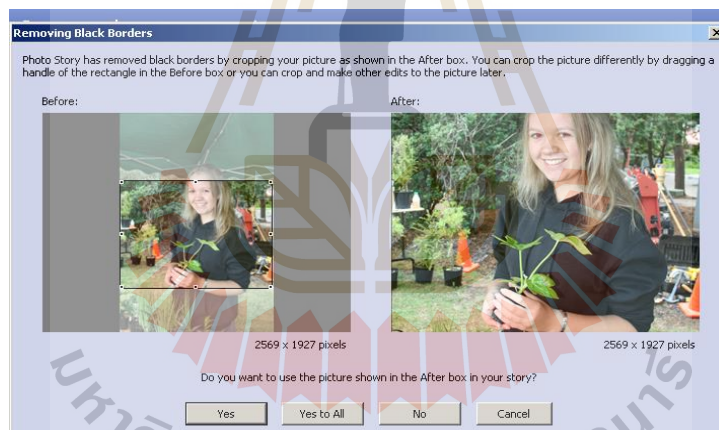 Removing Black Borders
Photo Story has removed black borders by cropping your picture as shown in the After box. You can crop the picture differently by dragging a
handle of the rectangle in the Before box or you can crop and make other edits to the picture later.
Before:
After:
2569 x 1927 pixels
2569 x 1927 pixels
Do you want to use the picture shown in the After box in your story?
Yes
Yes to All
No
Cancel